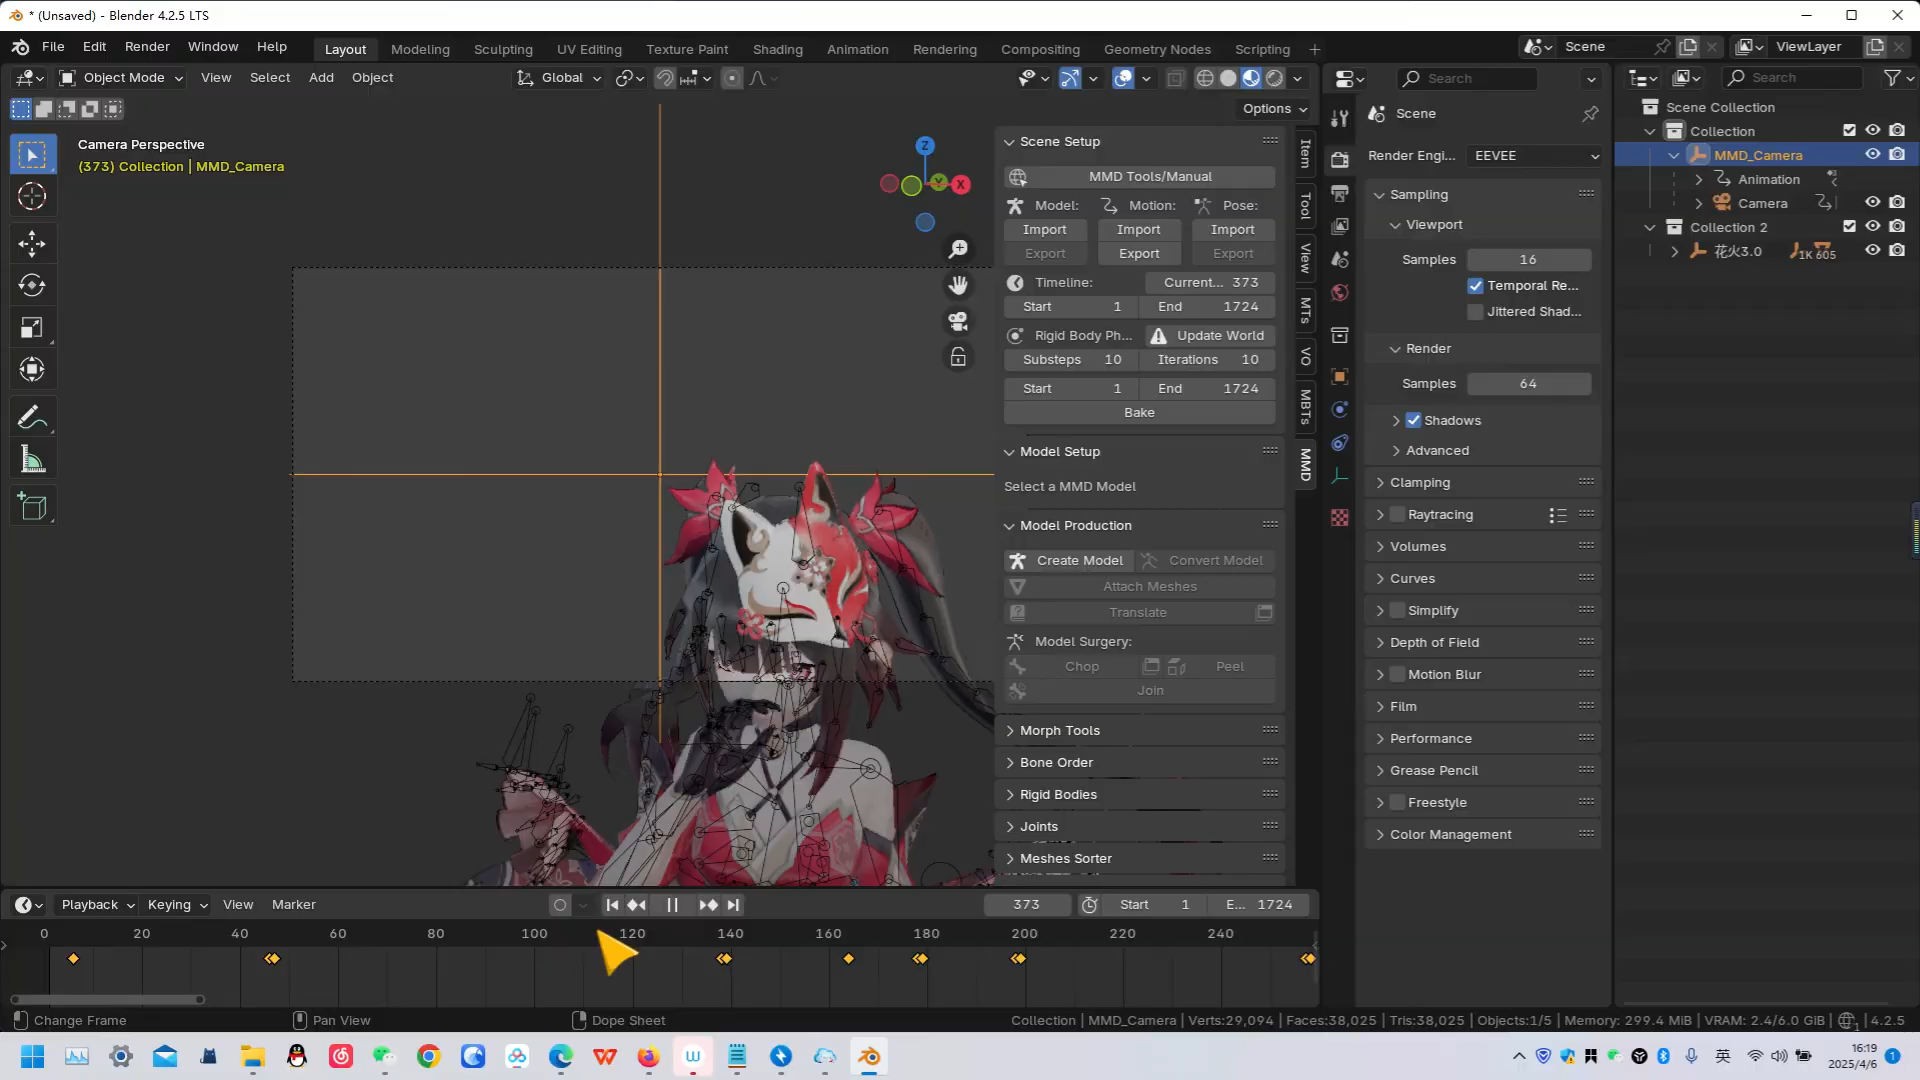 * (Unsaved) - Blender 4.2.5 LTS
File Edit Render Window Help Layout Modeling Sculpting UV Editing Texture Paint Shading Animation Rendering Compositing Geometry Nodes Scripting + Scene ViewLayer
Object Mode View Select Add Object Global Search Search
Options
Camera Perspective
(373) Collection | MMD_Camera
Z
Y
X
Scene Setup
MMD Tools/Manual
Model: Motion: Pose:
Import Import Import
Export Export Export
Timeline: Current... 373
Start 1 End 1724
Rigid Body Ph... Update World
Substeps 10 Iterations 10
Start 1 End 1724
Bake
Model Setup
Select a MMD Model
Model Production
Create Model Convert Model
Attach Meshes
Translate
Model Surgery:
Chop Peel
Join
Morph Tools
Bone Order
Rigid Bodies
Joints
Meshes Sorter
Item
Tool
View
MTs
VO
MBTs
MMD
Scene
Render Engi... EEVEE
Sampling
Viewport
Samples 16
Temporal Re...
Jittered Shad...
Render
Samples 64
Shadows
Advanced
Clamping
Raytracing
Volumes
Curves
Simplify
Depth of Field
Motion Blur
Film
Performance
Grease Pencil
Freestyle
Color Management
Scene Collection
Collection
MMD_Camera
Animation
Camera
Collection 2
花火3.0 1K 605
Playback Keying View Marker 373 Start 1 E... 1724
0 20 40 60 80 100 120 140 160 180 200 220 240
Change Frame Pan View Dope Sheet Collection | MMD_Camera | Verts:29,094 | Faces:38,025 | Tris:38,025 | Objects:1/5 | Memory: 299.4 MiB | VRAM: 2.4/6.0 GiB | 4.2.5
英 16:19
2025/4/6 1